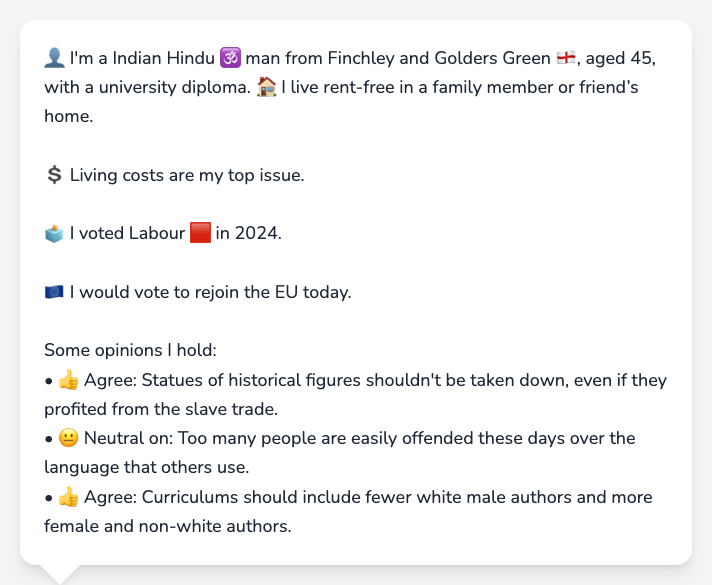 👤 I'm a Indian Hindu 🕉 man from Finchley and Golders Green 🏴󠁧󠁢󠁥󠁮󠁧󠁿, aged 45,
with a university diploma. 🏠 I live rent-free in a family member or friend’s
home.
💲 Living costs are my top issue.
🗳 I voted Labour 🟥 in 2024.
🇪🇺 I would vote to rejoin the EU today.
Some opinions I hold:
• 👍 Agree: Statues of historical figures shouldn't be taken down, even if they
profited from the slave trade.
• 😐 Neutral on: Too many people are easily offended these days over the
language that others use.
• 👍 Agree: Curriculums should include fewer white male authors and more
female and non-white authors.